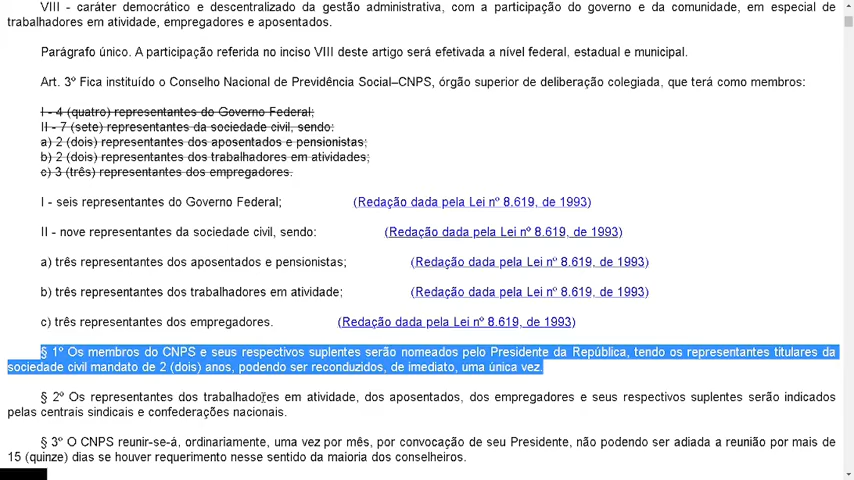 VIII - caráter democrático e descentralizado da gestão administrativa, com a participação do governo e da comunidade, em especial de
trabalhadores em atividade, empregadores e aposentados.
Parágrafo único. A participação referida no inciso VIII deste artigo será efetivada a nível federal, estadual e municipal.
Art. 3º Fica instituído o Conselho Nacional de Previdência Social–CNPS, órgão superior de deliberação colegiada, que terá como membros:
I - 4 (quatro) representantes do Governo Federal;
II - 7 (sete) representantes da sociedade civil, sendo:
a) 2 (dois) representantes dos aposentados e pensionistas;
b) 2 (dois) representantes dos trabalhadores em atividades;
c) 3 (três) representantes dos empregadores.
I - seis representantes do Governo Federal; (Redação dada pela Lei nº 8.619, de 1993)
II - nove representantes da sociedade civil, sendo: (Redação dada pela Lei nº 8.619, de 1993)
a) três representantes dos aposentados e pensionistas; (Redação dada pela Lei nº 8.619, de 1993)
b) três representantes dos trabalhadores em atividade; (Redação dada pela Lei nº 8.619, de 1993)
c) três representantes dos empregadores. (Redação dada pela Lei nº 8.619, de 1993)
§ 1º Os membros do CNPS e seus respectivos suplentes serão nomeados pelo Presidente da República, tendo os representantes titulares da
sociedade civil mandato de 2 (dois) anos, podendo ser reconduzidos, de imediato, uma única vez.
§ 2º Os representantes dos trabalhadores em atividade, dos aposentados, dos empregadores e seus respectivos suplentes serão indicados
pelas centrais sindicais e confederações nacionais.
§ 3º O CNPS reunir-se-á, ordinariamente, uma vez por mês, por convocação de seu Presidente, não podendo ser adiada a reunião por mais de
15 (quinze) dias se houver requerimento nesse sentido da maioria dos conselheiros.